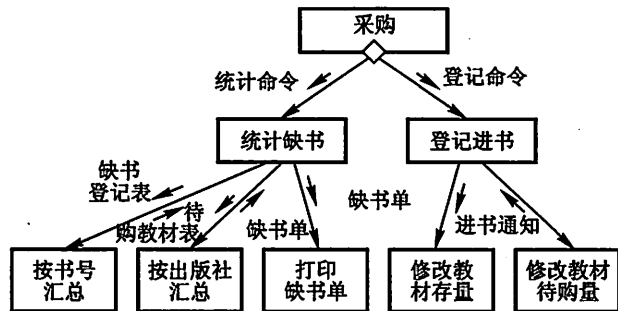 采购
统计命令
登记命令
统计缺书
登记进书
缺书
登记表
待
购教材表
缺书单
缺书单
进书通知
按书号
汇总
按出版社
汇总
打印
缺书单
修改教
材存量
修改教材
待购量